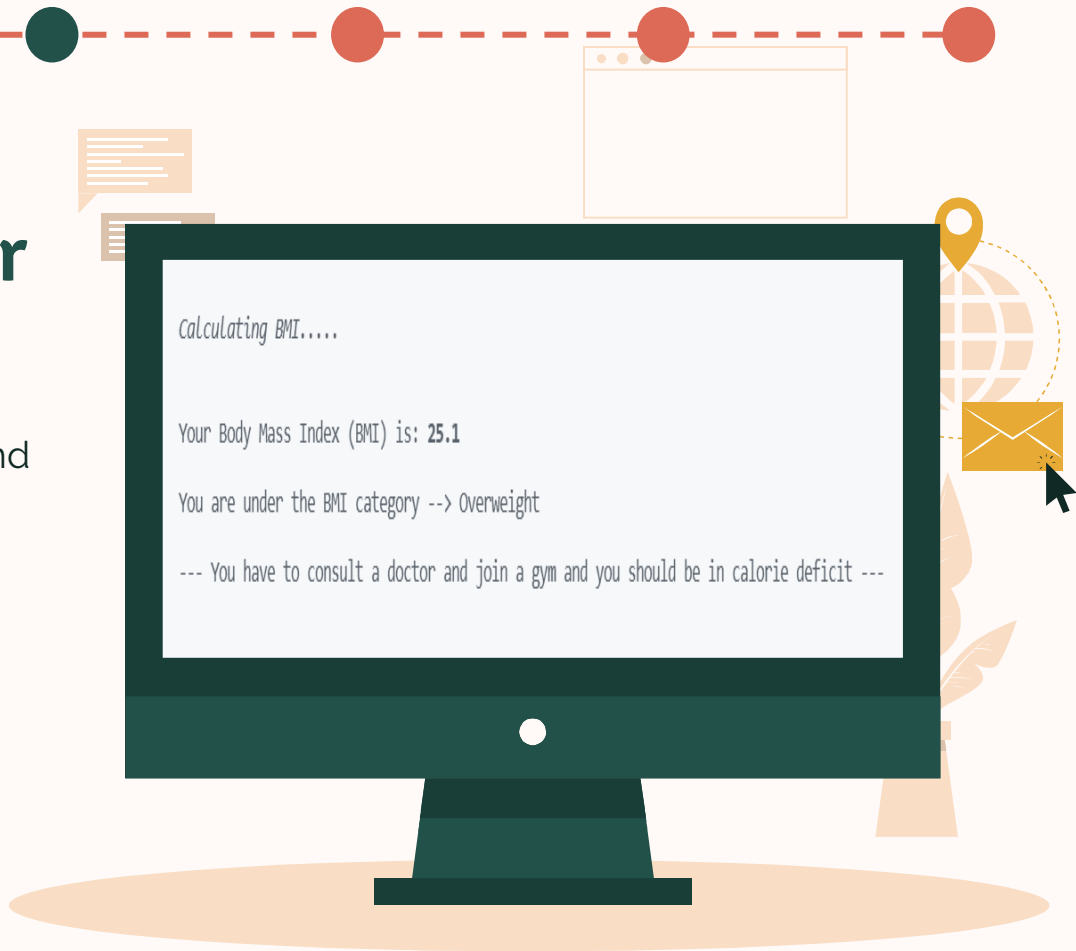 r
nd
Calculating BMI.....
Your Body Mass Index (BMI) is: 25.1
You are under the BMI category --> Overweight
--- You have to consult a doctor and join a gym and you should be in calorie deficit ---